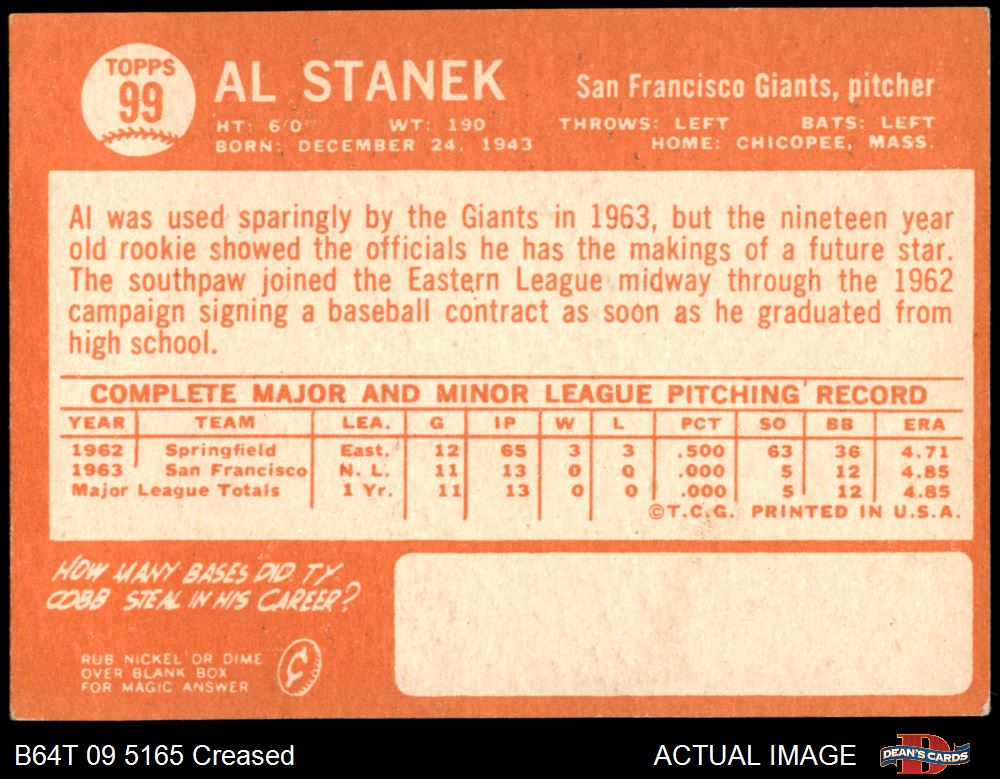 TOPPS
99
AL STANEK
San Francisco Giants, pitcher
HT: 6'0" WT: 190
THROWS: LEFT BATS: LEFT
BORN: DECEMBER 24, 1943
HOME: CHICOPEE, MASS.
Al was used sparingly by the Giants in 1963, but the nineteen year
old rookie showed the officials he has the makings of a future star.
The southpaw joined the Eastern League midway through the 1962
campaign signing a baseball contract as soon as he graduated from
high school.
COMPLETE MAJOR AND MINOR LEAGUE PITCHING RECORD
YEAR TEAM LEA. G IP W L PCT SO BB ERA
1962 Springfield East. 12 65 3 3 .500 63 36 4.71
1963 San Francisco N. L. 11 13 0 0 .000 5 12 4.85
Major League Totals 1 Yr. 11 13 0 0 .000 5 12 4.85
©T.C.G. PRINTED IN U.S.A.
HOW MANY BASES DID TY
COBB STEAL IN HIS CAREER?
RUB NICKEL OR DIME
OVER BLANK BOX
FOR MAGIC ANSWER
¢
B64T 09 5165 Creased
ACTUAL IMAGE
D
DEAN'S CARDS